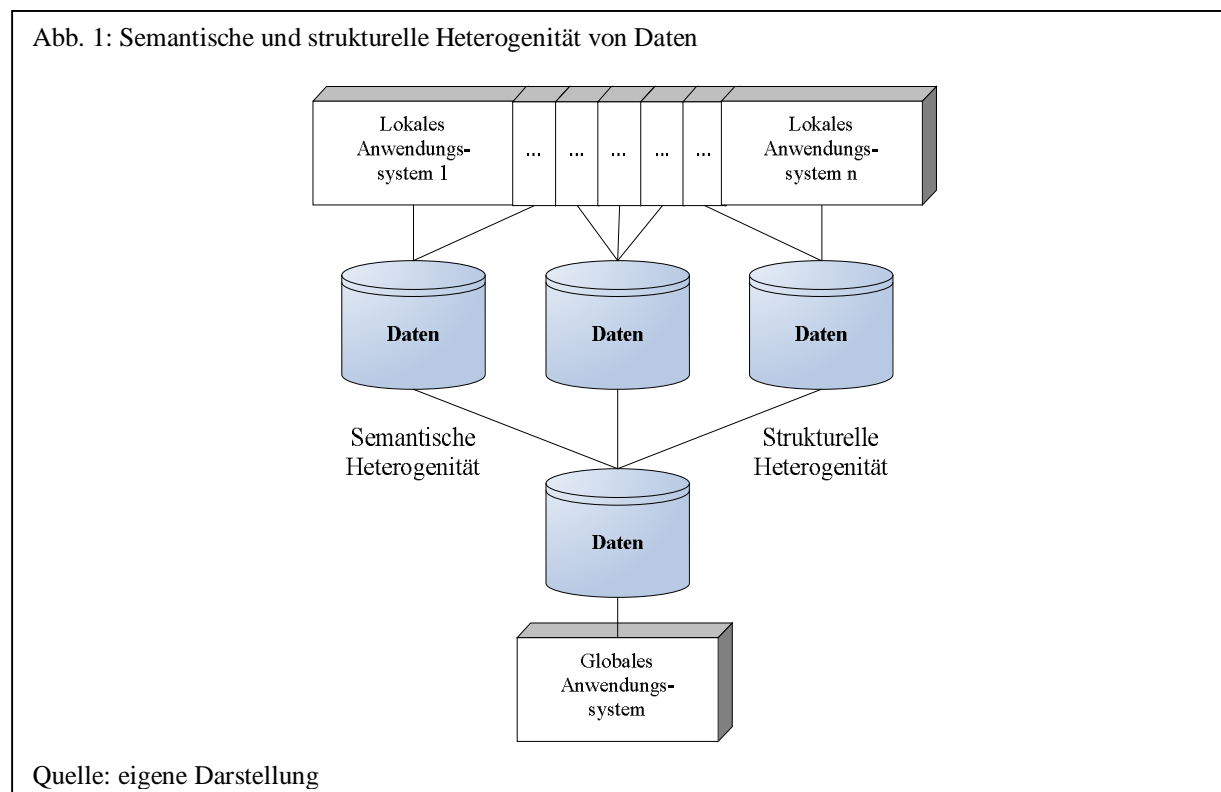 Abb. 1: Semantische und strukturelle Heterogenität von Daten
Lokales
Anwendungs-
system 1
...
...
...
...
...
Lokales
Anwendungs-
system n
Daten
Daten
Daten
Semantische
Heterogenität
Strukturelle
Heterogenität
Daten
Globales
Anwendungs-
system
Quelle: eigene Darstellung